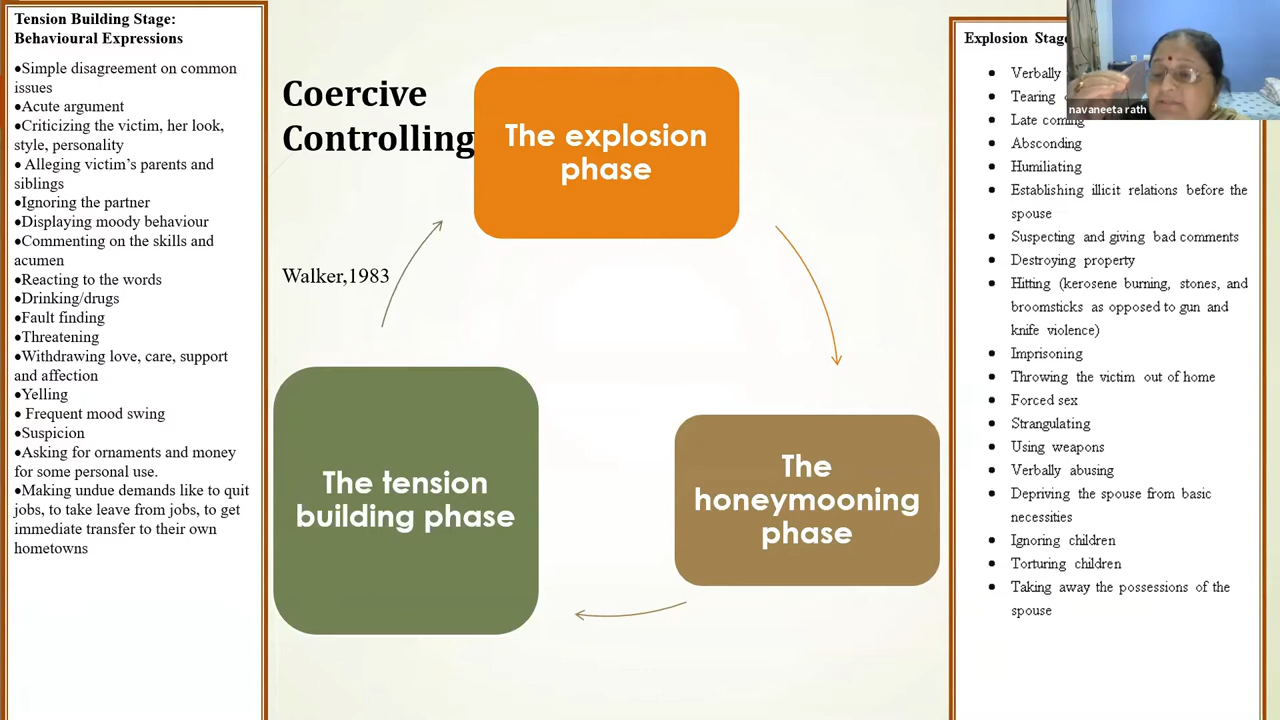 Tension Building Stage:
Behavioural Expressions
•Simple disagreement on common
issues
•Acute argument
•Criticizing the victim, her look,
style, personality
• Alleging victim's parents and
siblings
•Ignoring the partner
•Displaying moody behaviour
•Commenting on the skills and
acumen
•Reacting to the words
•Drinking/drugs
•Fault finding
•Threatening
•Withdrawing love, care, support
and affection
•Yelling
• Frequent mood swing
•Suspicion
•Asking for ornaments and money
for some personal use.
•Making undue demands like to quit
jobs, to take leave from jobs, to get
immediate transfer to their own
hometowns
Coercive
Controlling
Walker,1983
The explosion
phase
The honeymooning
phase
The tension
building phase
Explosion Stage
• Verbally
• Tearing
• Late coming
• Absconding
• Humiliating
• Establishing illicit relations before the
spouse
• Suspecting and giving bad comments
• Destroying property
• Hitting (kerosene burning, stones, and
broomsticks as opposed to gun and
knife violence)
• Imprisoning
• Throwing the victim out of home
• Forced sex
• Strangulating
• Using weapons
• Verbally abusing
• Depriving the spouse from basic
necessities
• Ignoring children
• Torturing children
• Taking away the possessions of the
spouse
navaneeta rath